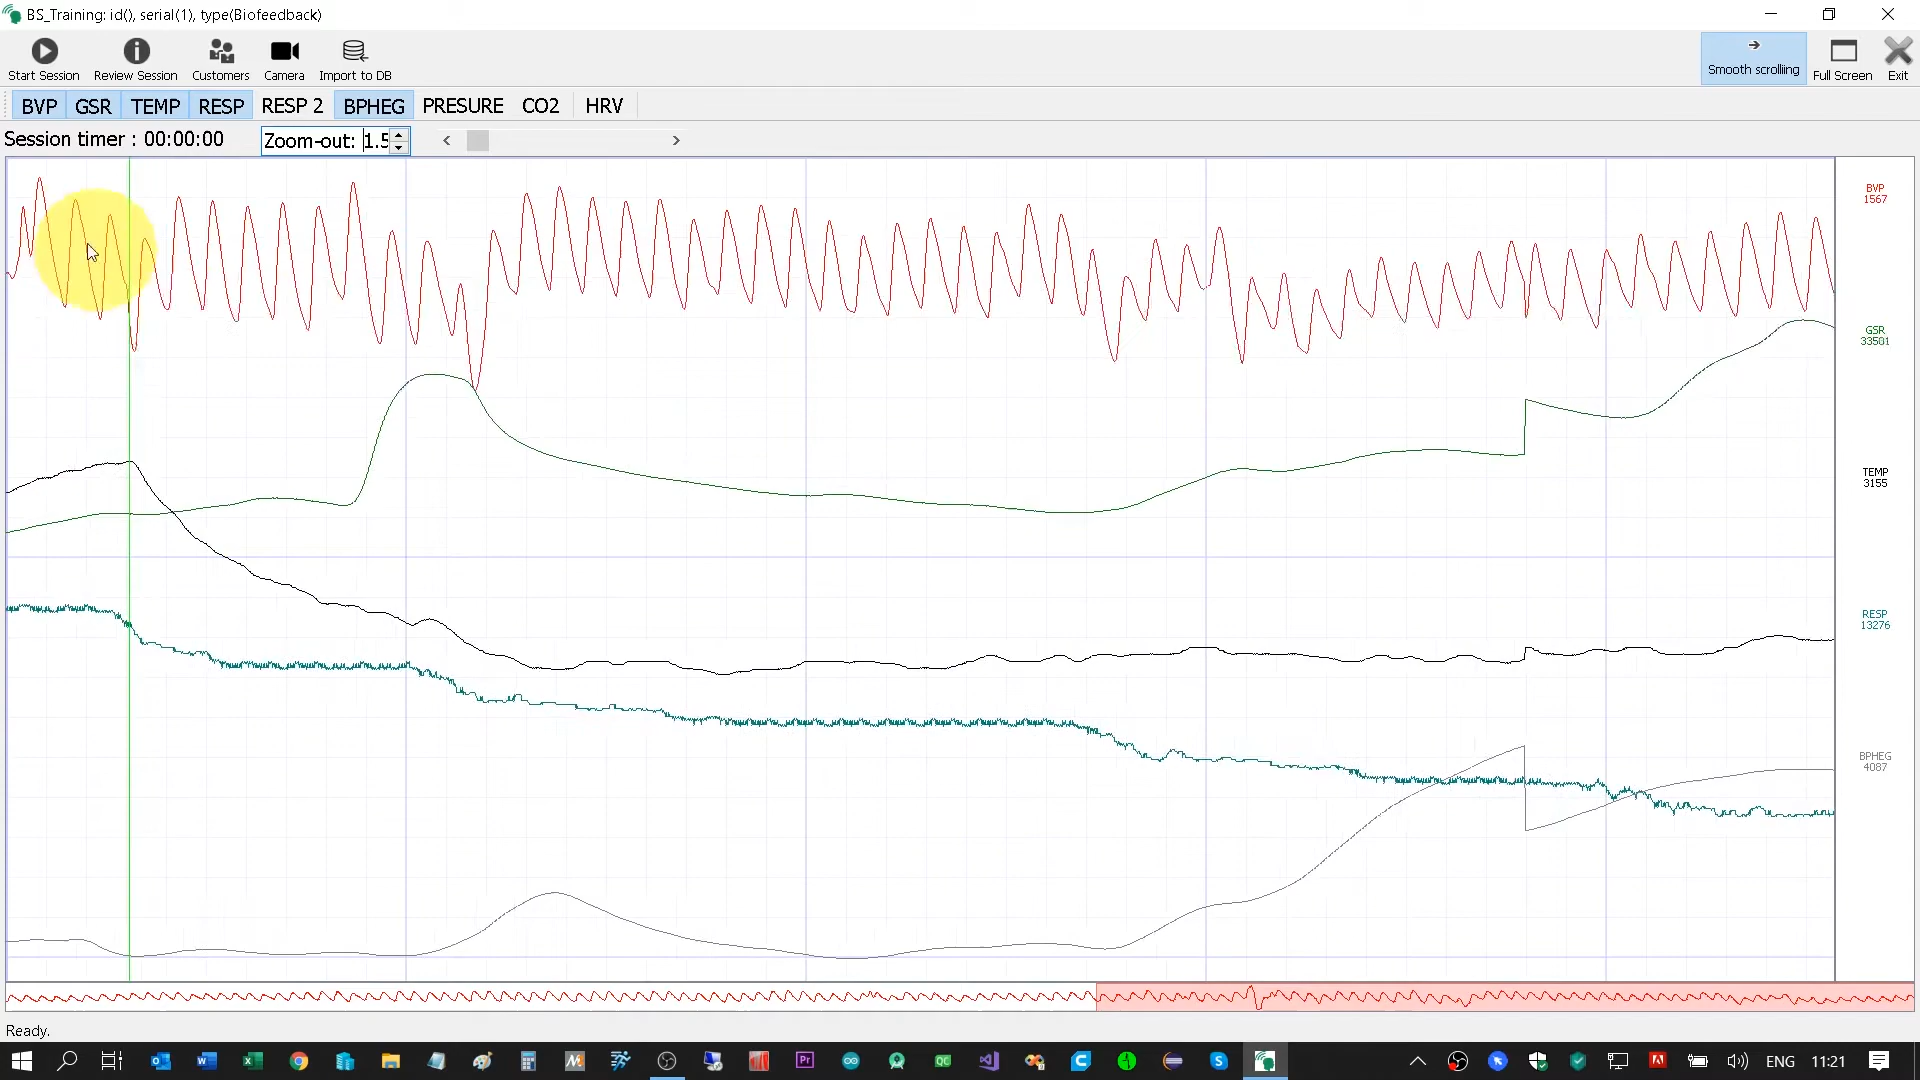 BS_Training: id(), serial(1), type(Biofeedback)
Start Session Review Session Customers Camera Import to DB Smooth scrolling Full Screen Exit
BVP GSR TEMP RESP RESP 2 BPHEG PRESURE CO2 HRV
Session timer : 00:00:00 Zoom-out: 1.5
BVP
1567
GSR
33501
TEMP
3155
RESP
13276
BPHEG
4087
Ready.
ENG 11:21